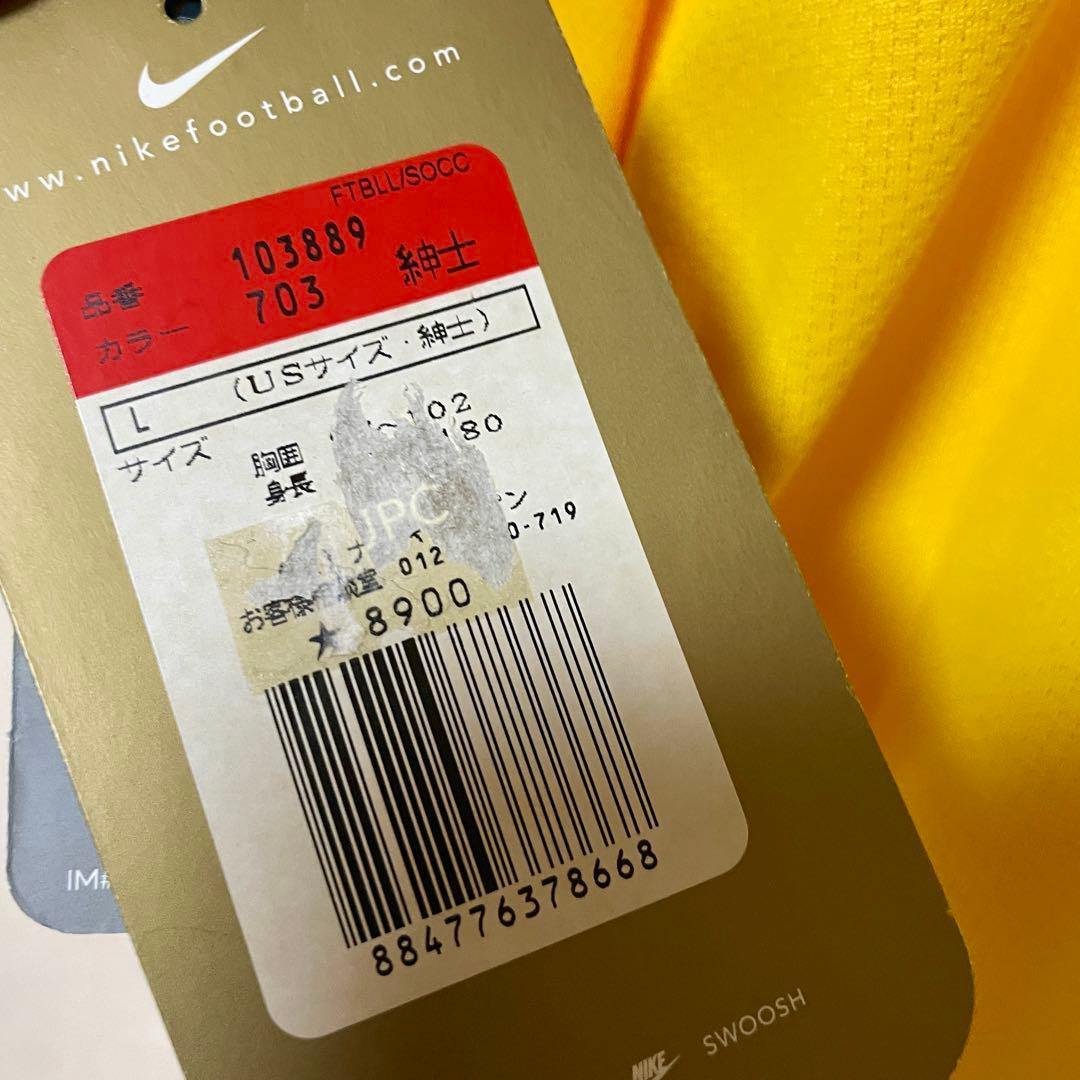 www.nikefootball.com
FTBLL/SOCC
品番 103889
カラー 703 紳士
L (USサイズ・紳士)
サイズ 胸囲 102
身長 180
JPC
0-719
お客様 012
★ 8900
884776378668
NIKE SWOOSH